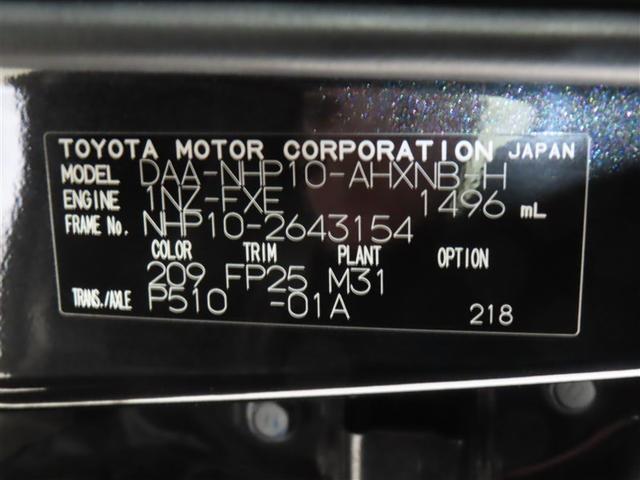 TOYOTA MOTOR CORPORATION JAPAN
MODEL DAA-NHP10-AHXNB-H
ENGINE 1NZ-FXE 1496 mL
FRAME No. NHP10-2643154
COLOR TRIM PLANT OPTION
209 FP25 M31
TRANS./AXLE P510 -01A 218